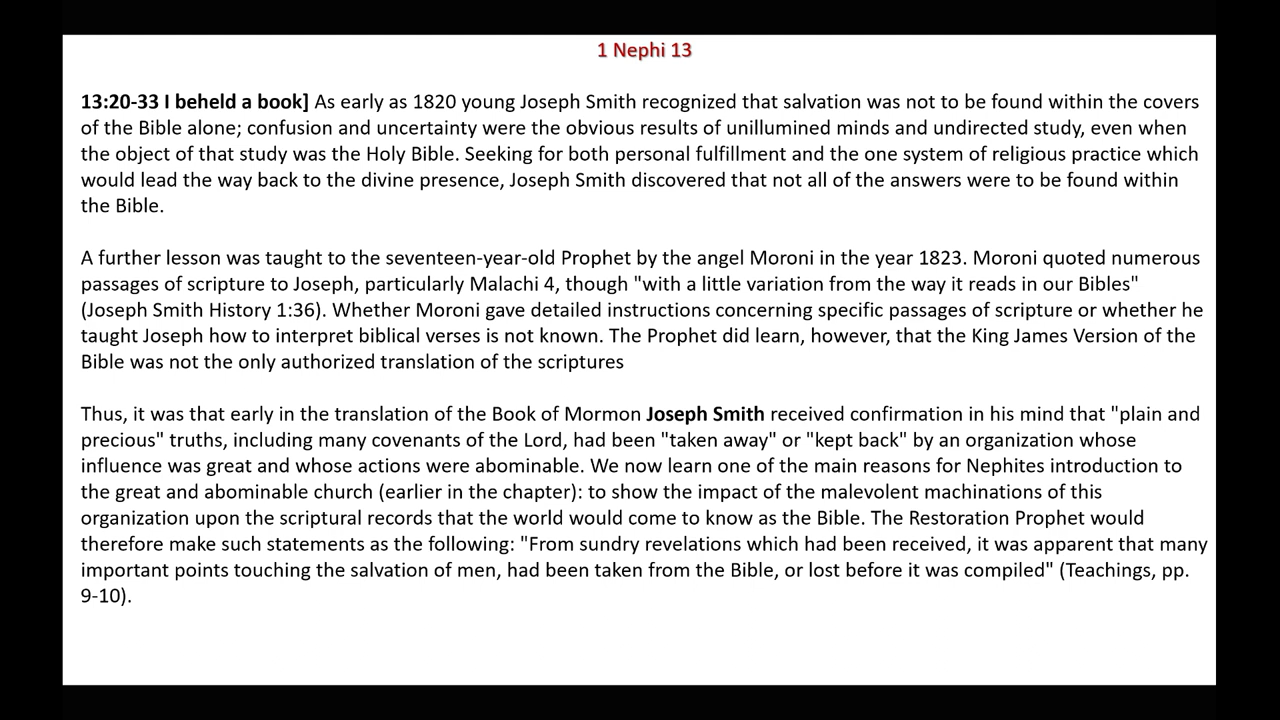 1 Nephi 13
13:20-33 I beheld a book] As early as 1820 young Joseph Smith recognized that salvation was not to be found within the covers
of the Bible alone; confusion and uncertainty were the obvious results of unillumined minds and undirected study, even when
the object of that study was the Holy Bible. Seeking for both personal fulfillment and the one system of religious practice which
would lead the way back to the divine presence, Joseph Smith discovered that not all of the answers were to be found within
the Bible.
A further lesson was taught to the seventeen-year-old Prophet by the angel Moroni in the year 1823. Moroni quoted numerous
passages of scripture to Joseph, particularly Malachi 4, though "with a little variation from the way it reads in our Bibles"
(Joseph Smith History 1:36). Whether Moroni gave detailed instructions concerning specific passages of scripture or whether he
taught Joseph how to interpret biblical verses is not known. The Prophet did learn, however, that the King James Version of the
Bible was not the only authorized translation of the scriptures
Thus, it was that early in the translation of the Book of Mormon Joseph Smith received confirmation in his mind that "plain and
precious" truths, including many covenants of the Lord, had been "taken away" or "kept back" by an organization whose
influence was great and whose actions were abominable. We now learn one of the main reasons for Nephites introduction to
the great and abominable church (earlier in the chapter): to show the impact of the malevolent machinations of this
organization upon the scriptural records that the world would come to know as the Bible. The Restoration Prophet would
therefore make such statements as the following: "From sundry revelations which had been received, it was apparent that many
important points touching the salvation of men, had been taken from the Bible, or lost before it was compiled" (Teachings, pp.
9-10).